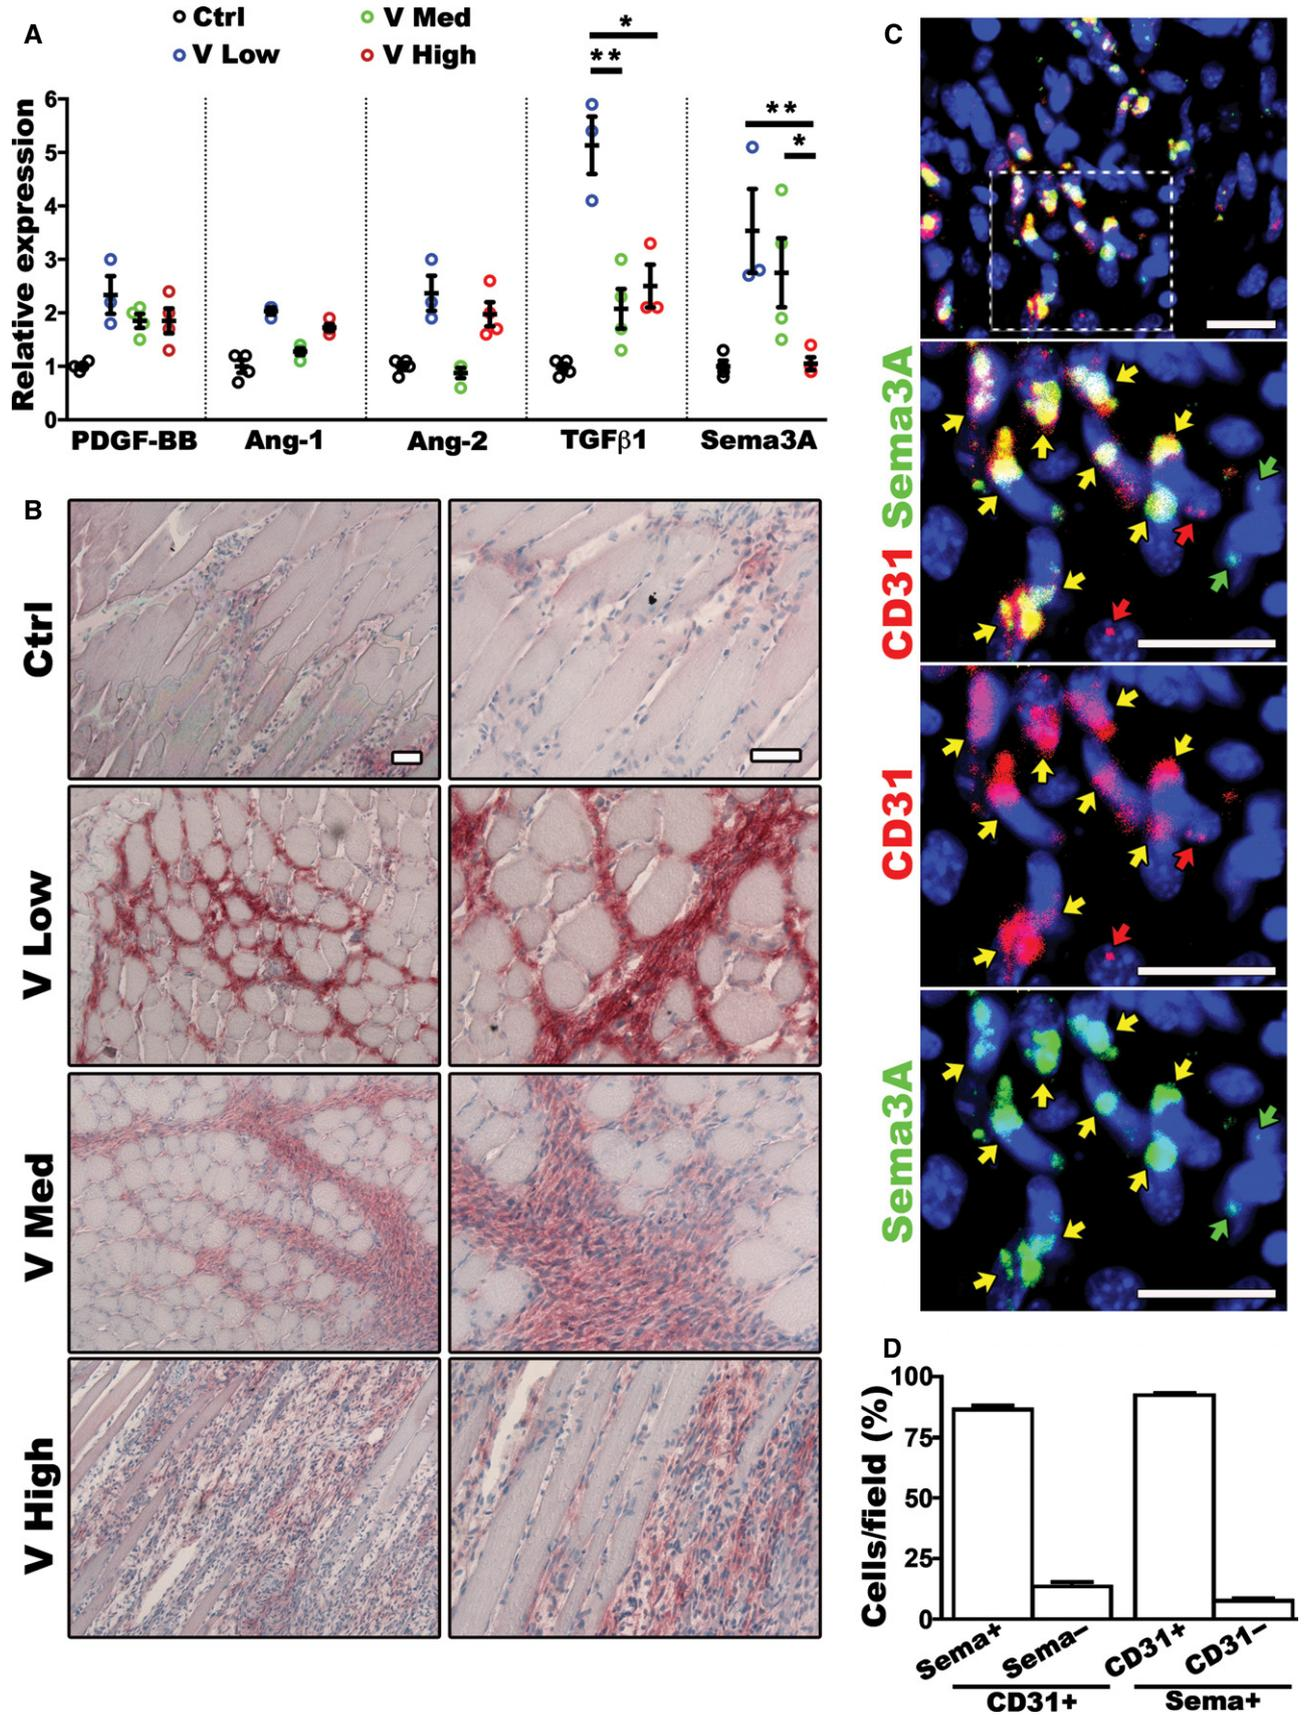 A
Ctrl
V Med
V Low
V High
*
**
**
*
Relative expression
6
5
4
3
2
1
0
PDGF-BB
Ang-1
Ang-2
TGFβ1
Sema3A
B
Ctrl
V Low
V Med
V High
C
CD31 Sema3A
CD31
Sema3A
D
Cells/field (%)
100
75
50
25
0
Sema+
Sema–
CD31+
CD31–
CD31+
Sema+